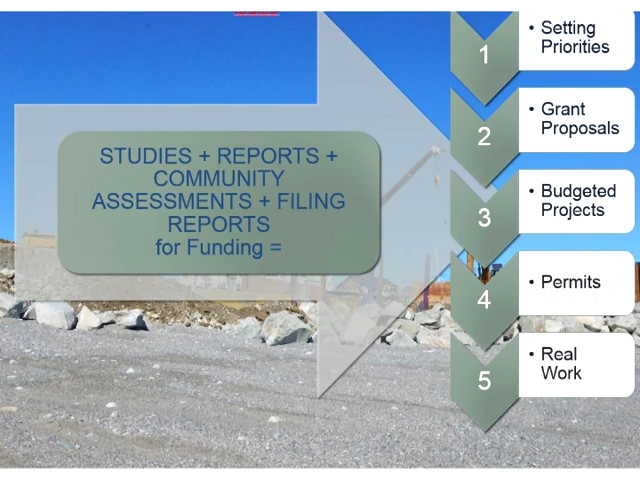 STUDIES + REPORTS +
COMMUNITY
ASSESSMENTS + FILING
REPORTS
for Funding =
1
• Setting
Priorities
2
• Grant
Proposals
3
• Budgeted
Projects
4
• Permits
5
• Real
Work